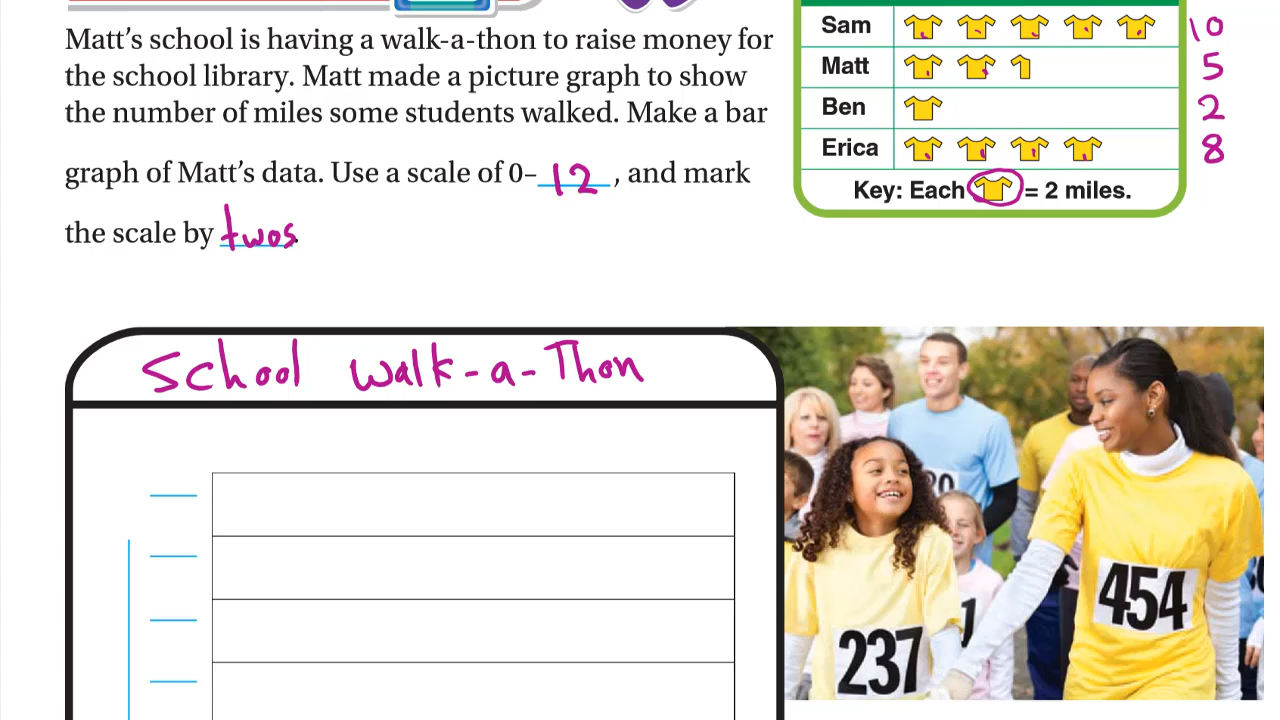 Matt's school is having a walk-a-thon to raise money for
the school library. Matt made a picture graph to show
the number of miles some students walked. Make a bar
graph of Matt's data. Use a scale of 0–12, and mark
the scale by twos.
Sam 10
Matt 5
Ben 2
Erica 8
Key: Each = 2 miles.
School Walk-a-Thon
237
454